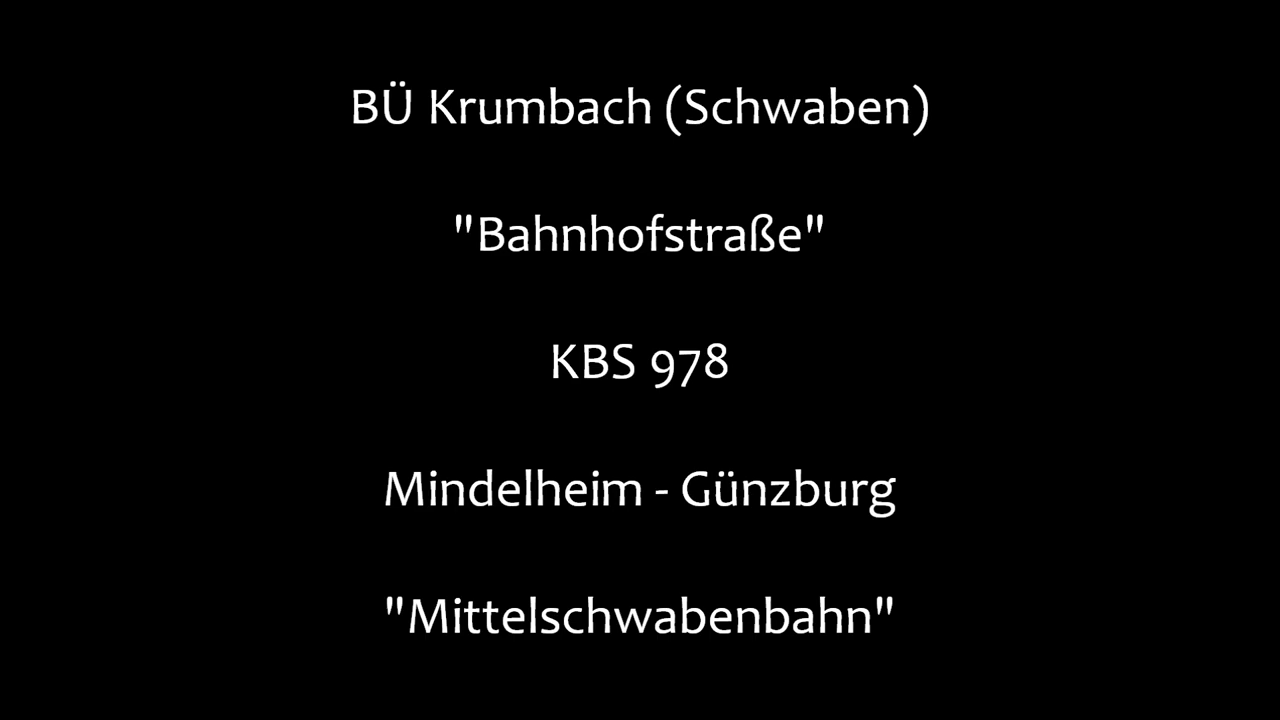 BÜ Krumbach (Schwaben)
"Bahnhofstraße"
KBS 978
Mindelheim - Günzburg
"Mittelschwabenbahn"